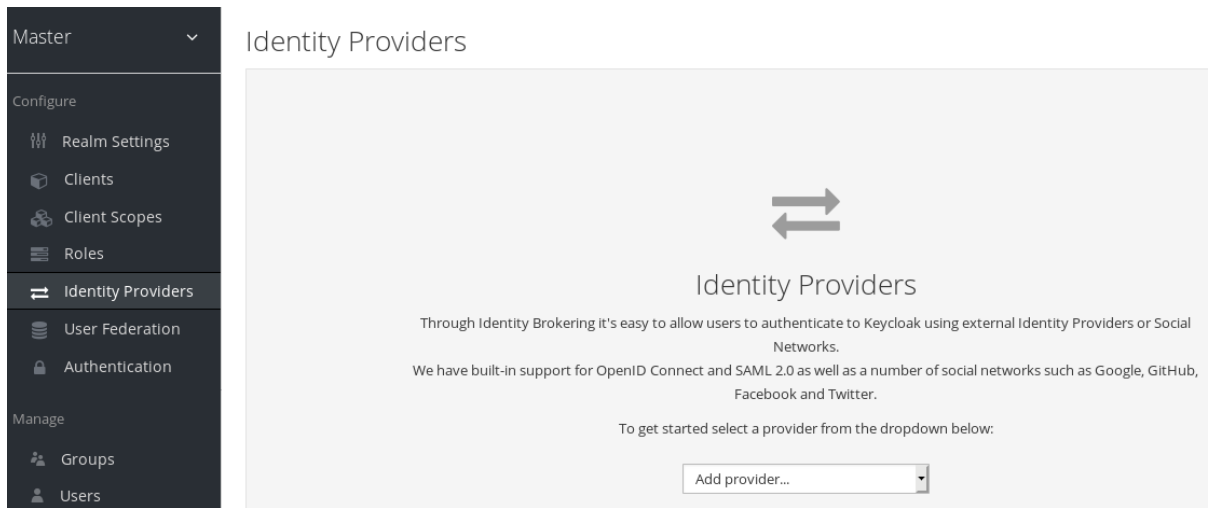 Master
Configure
Realm Settings
Clients
Client Scopes
Roles
Identity Providers
User Federation
Authentication
Manage
Groups
Users
Identity Providers
Identity Providers
Through Identity Brokering it's easy to allow users to authenticate to Keycloak using external Identity Providers or Social
Networks.
We have built-in support for OpenID Connect and SAML 2.0 as well as a number of social networks such as Google, GitHub,
Facebook and Twitter.
To get started select a provider from the dropdown below:
Add provider...